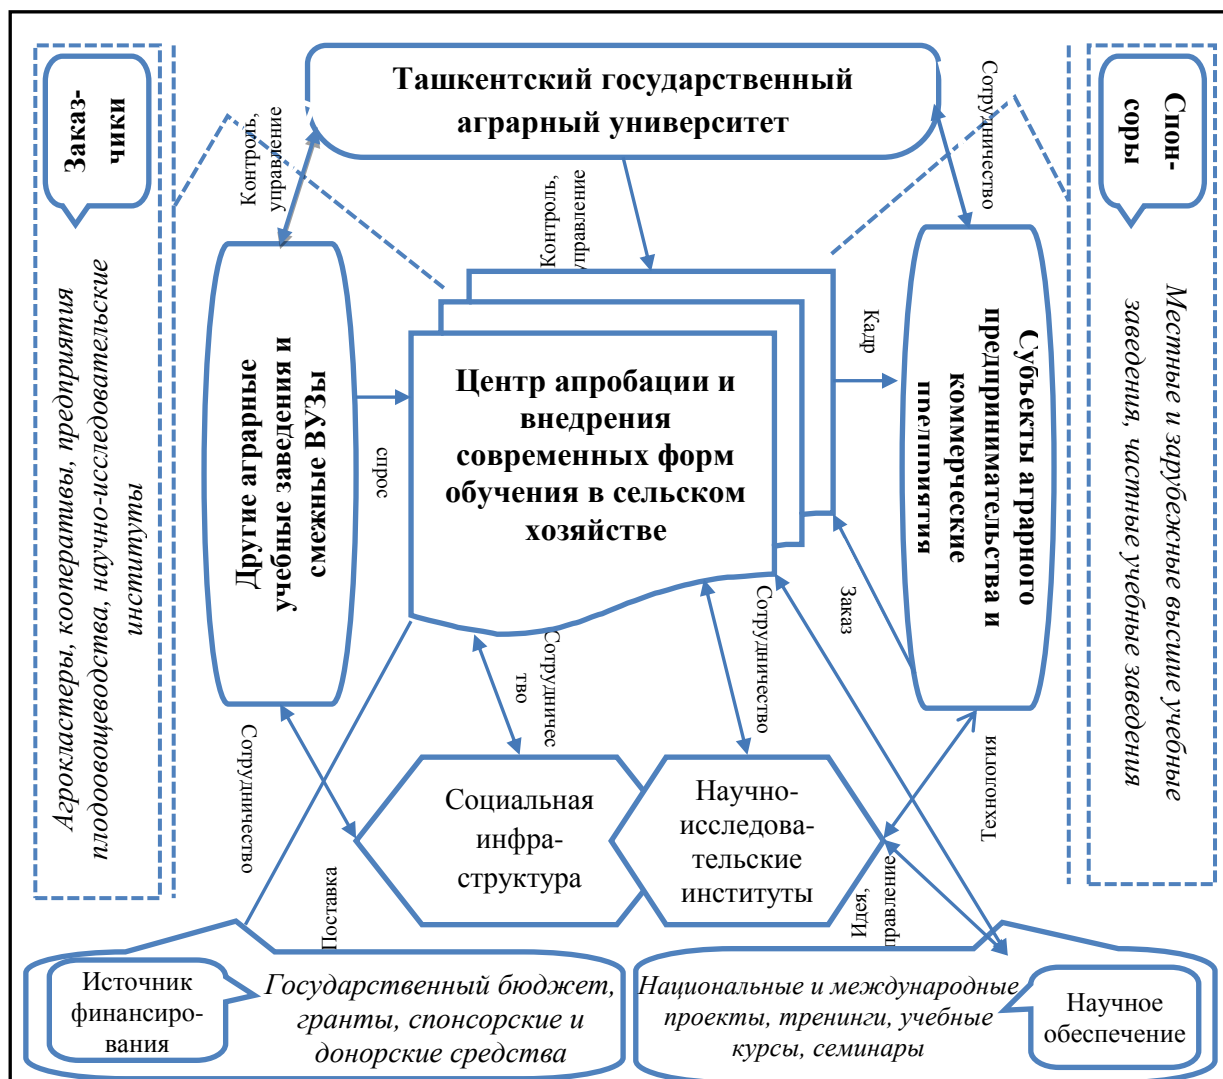 Ташкентский государственный
аграрный университет
Заказ-
чики
Агрокластеры, кооперативы, предприятия
плодоовощеводства, научно-исследовательские
институты
Контроль,
управление
Контроль,
управление
Сотрудничество
Спон-
соры
Местные и зарубежные высшие учебные
заведения, частные учебные заведения
Другие аграрные
учебные заведения и
смежные ВУЗы
спрос
Центр апробации и
внедрения
современных форм
обучения в сельском
хозяйстве
Кадр
Заказ
Субъекты аграрного
предпринимательства и
коммерческие
предприятия
Сотрудничество
Сотрудничес
тво
Сотрудничество
Технология
Социальная
инфра-
структура
Научно-
исследова-
тельские
институты
Поставка
Идея,
правление
Источник
финансиро-
вания
Государственный бюджет,
гранты, спонсорские и
донорские средства
Национальные и международные
проекты, тренинги, учебные
курсы, семинары
Научное
обеспечение